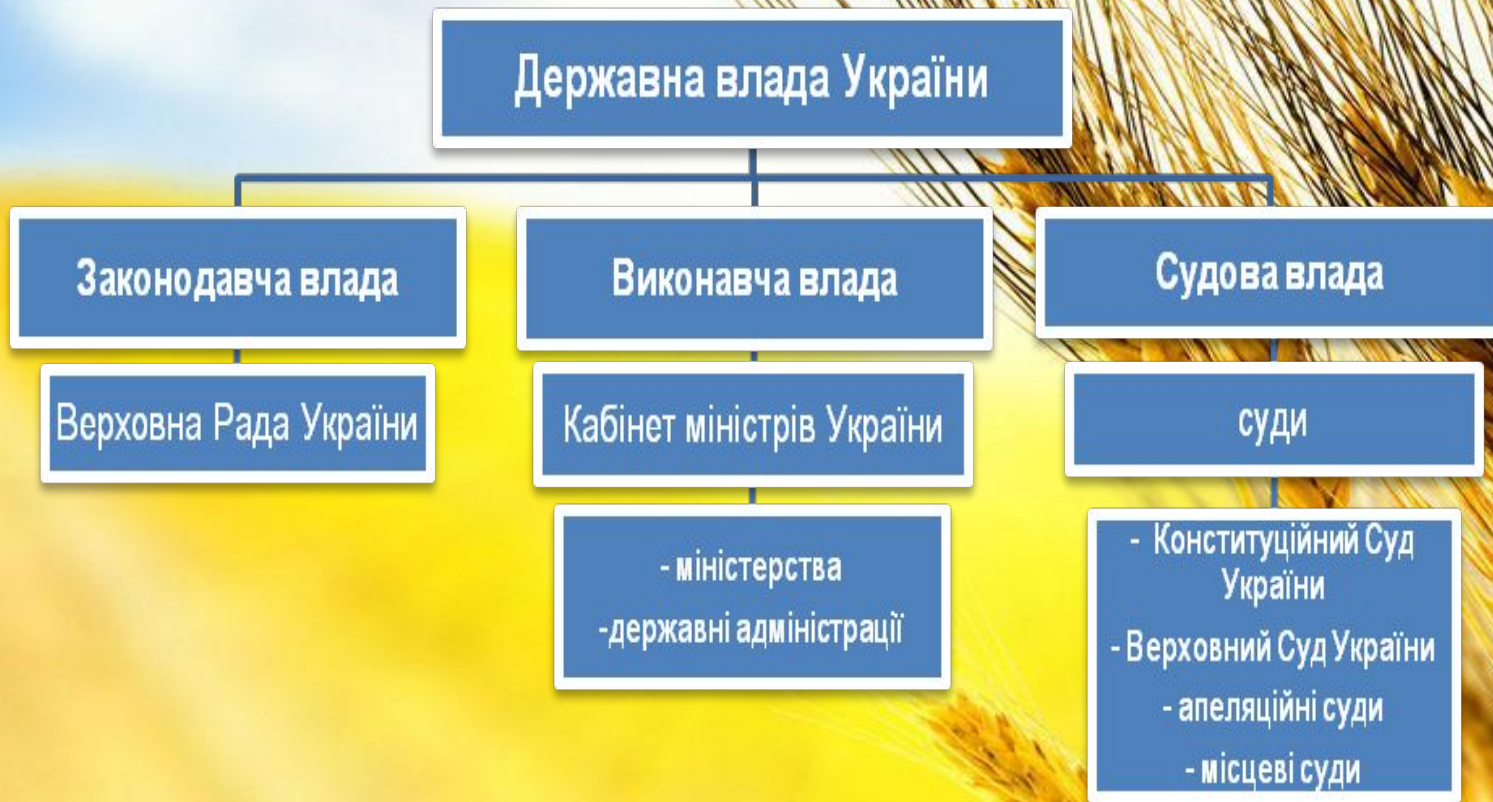 Державна влада України
Законодавча влада
Виконавча влада
Судова влада
Верховна Рада України
Кабінет міністрів України
суди
- міністерства
-державні адміністрації
- Конституційний Суд
України
- Верховний Суд України
- апеляційні суди
- місцеві суди